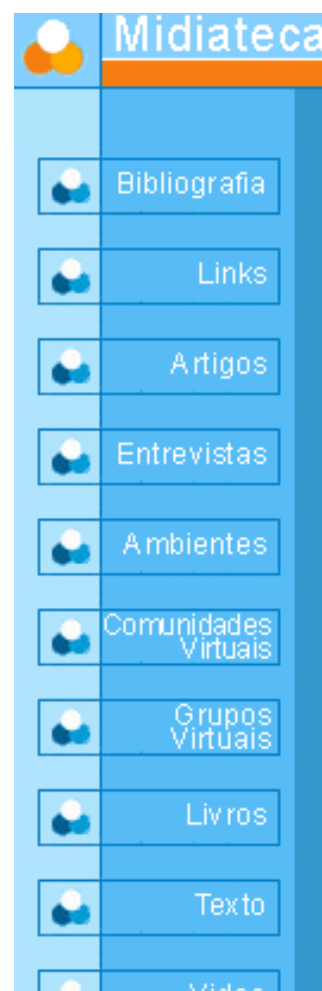 Midiateca
Bibliografia
Links
Artigos
Entrevistas
Ambientes
Comunidades
Virtuais
Grupos
Virtuais
Livros
Texto